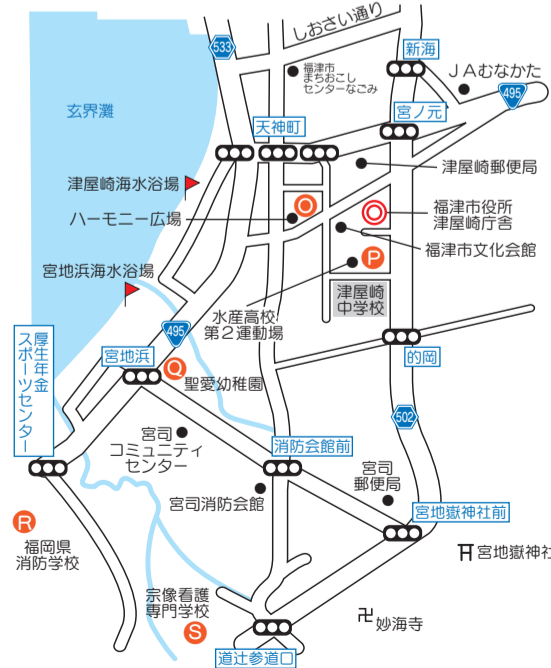 しおさい通り
533
新海
福津市
まちおこし
センターなごみ
JAむなかた
495
玄界灘
天神町
宮ノ元
津屋崎郵便局
津屋崎海水浴場
ハーモニー広場
O
福津市役所
津屋崎庁舎
福津市文化会館
P
宮地浜海水浴場
津屋崎
中学校
水産高校
第2運動場
495
宮地浜
的岡
Q
聖愛幼稚園
厚生年金
スポーツセンター
502
宮司
コミュニティ
センター
消防会館前
宮司
郵便局
宮司消防会館
宮地嶽神社前
R
福岡県
消防学校
宮地嶽神社
宗像看護
専門学校
S
卍妙海寺
道辻参道口